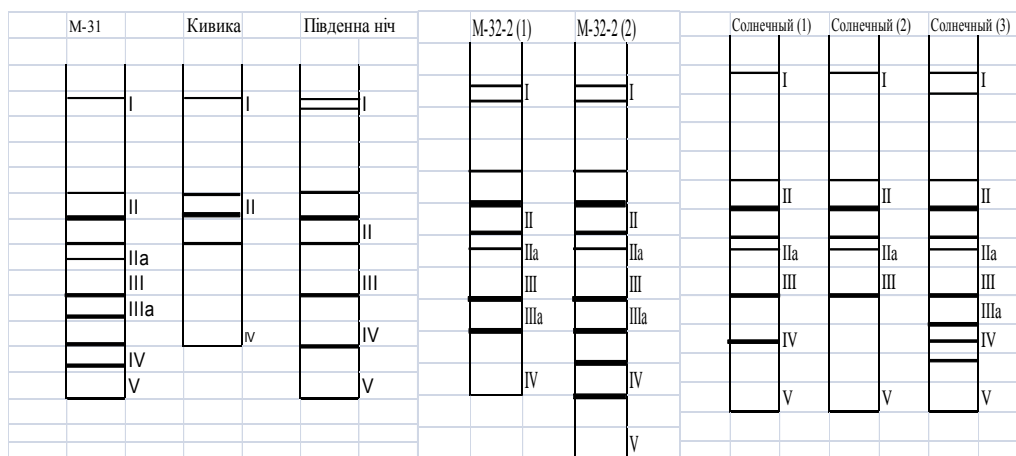 М-31 Кивика Південна ніч
I I I
II II II
IIa
III III
IIIa
IV IV IV
V V
М-32-2 (1) М-32-2 (2)
I I
II II
IIa IIa
III III
IIIa IIIa
IV IV
V
Солнечный (1) Солнечный (2) Солнечный (3)
I I I
II II II
IIa IIa IIa
III III III
IIIa
IV IV
V V V